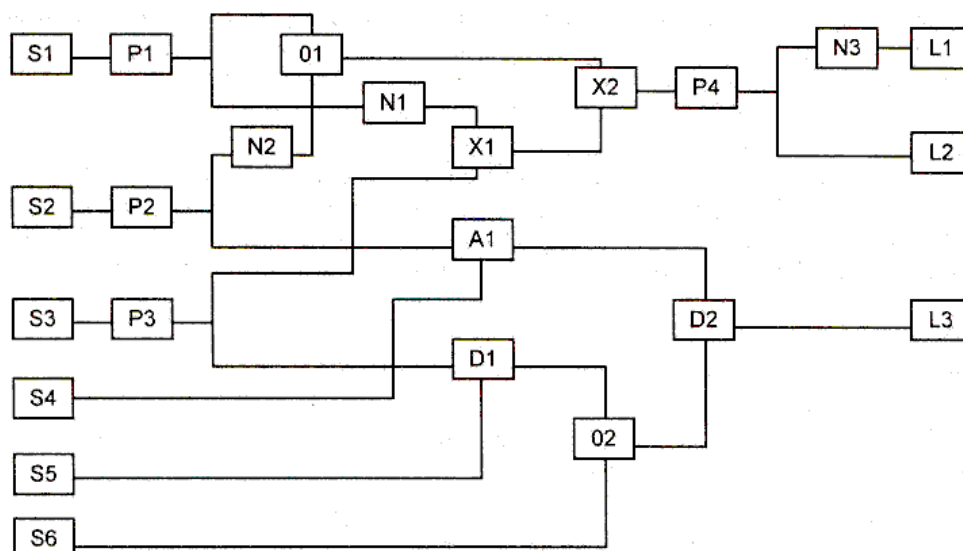 S1 P1 01 N3 L1
X2 P4
N1
N2 X1 L2
S2 P2
A1
S3 P3 D2 L3
D1
S4
02
S5
S6